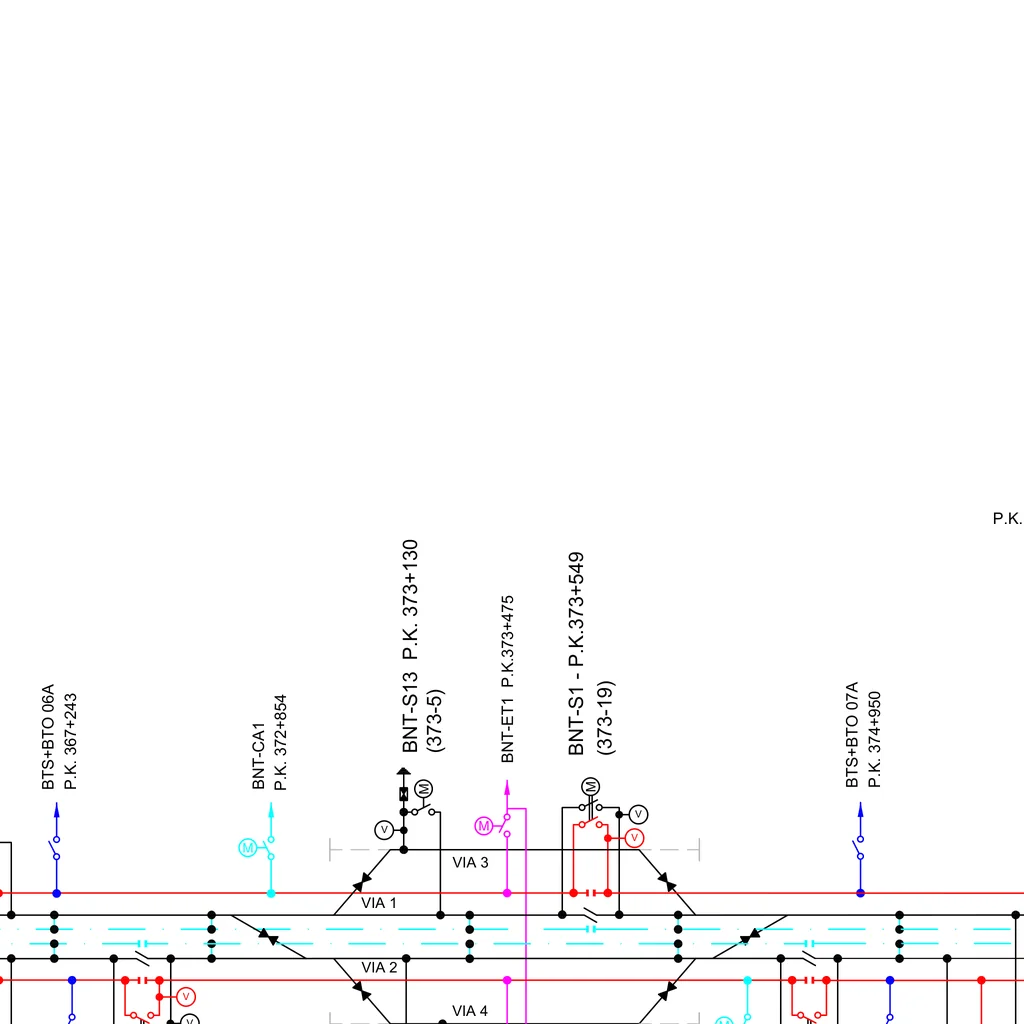 P.K.
BTS+BTO 06A
P.K. 367+243
BNT-CA1
P.K. 372+854
BNT-S13 P.K. 373+130
(373-5)
BNT-ET1 P.K.373+475
BNT-S1 - P.K.373+549
(373-19)
BTS+BTO 07A
P.K. 374+950
M
M
M
M
V
V
V
VIA 3
VIA 1
VIA 2
VIA 4
V
V
M